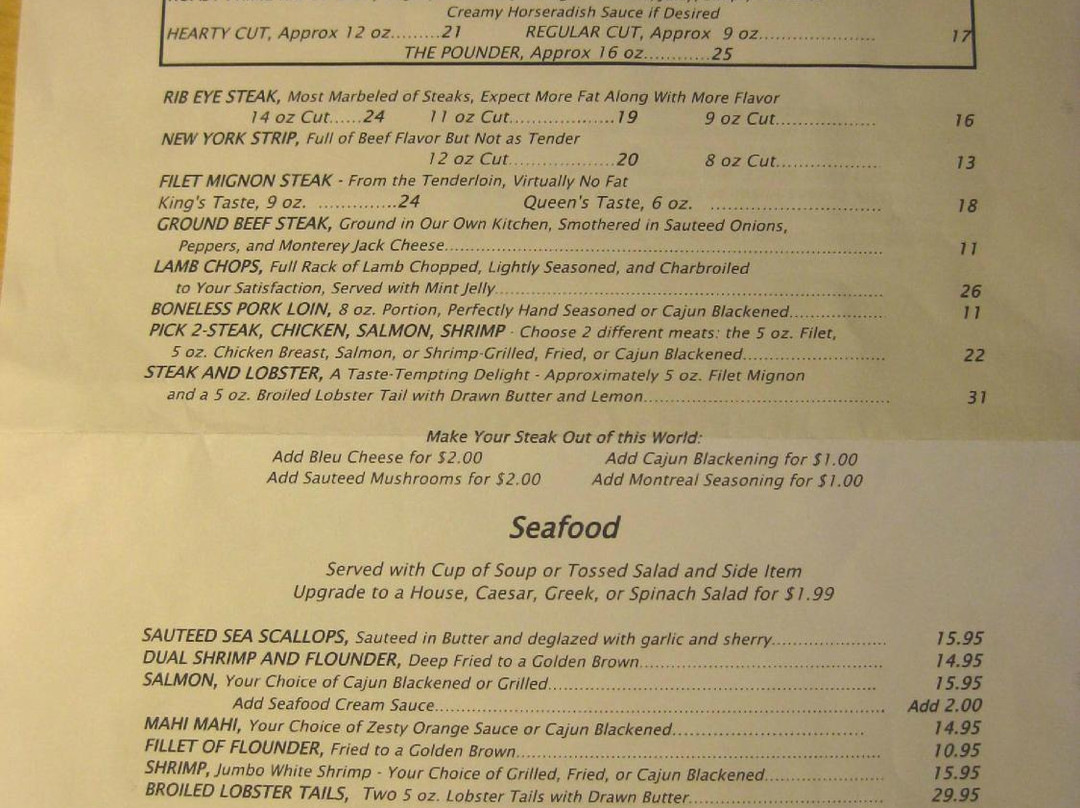 Creamy Horseradish Sauce if Desired
HEARTY CUT, Approx 12 oz.........21 REGULAR CUT, Approx 9 oz...................... 17
THE POUNDER, Approx 16 oz............25
RIB EYE STEAK, Most Marbeled of Steaks, Expect More Fat Along With More Flavor
14 oz Cut......24 11 oz Cut...................19 9 oz Cut.................. 16
NEW YORK STRIP, Full of Beef Flavor But Not as Tender
12 oz Cut...................20 8 oz Cut.................. 13
FILET MIGNON STEAK - From the Tenderloin, Virtually No Fat
King's Taste, 9 oz. ..............24 Queen's Taste, 6 oz. ............................... 18
GROUND BEEF STEAK, Ground in Our Own Kitchen, Smothered in Sauteed Onions,
Peppers, and Monterey Jack Cheese................................................................................ 11
LAMB CHOPS, Full Rack of Lamb Chopped, Lightly Seasoned, and Charbroiled
to Your Satisfaction, Served with Mint Jelly....................................................................... 26
BONELESS PORK LOIN, 8 oz. Portion, Perfectly Hand Seasoned or Cajun Blackened.................. 11
PICK 2-STEAK, CHICKEN, SALMON, SHRIMP - Choose 2 different meats: the 5 oz. Filet,
5 oz. Chicken Breast, Salmon, or Shrimp-Grilled, Fried, or Cajun Blackened.......................... 22
STEAK AND LOBSTER, A Taste-Tempting Delight - Approximately 5 oz. Filet Mignon
and a 5 oz. Broiled Lobster Tail with Drawn Butter and Lemon............................................. 31
Make Your Steak Out of this World:
Add Bleu Cheese for $2.00 Add Cajun Blackening for $1.00
Add Sauteed Mushrooms for $2.00 Add Montreal Seasoning for $1.00
Seafood
Served with Cup of Soup or Tossed Salad and Side Item
Upgrade to a House, Caesar, Greek, or Spinach Salad for $1.99
SAUTEED SEA SCALLOPS, Sauteed in Butter and deglazed with garlic and sherry..................... 15.95
DUAL SHRIMP AND FLOUNDER, Deep Fried to a Golden Brown............................................. 14.95
SALMON, Your Choice of Cajun Blackened or Grilled............................................................ 15.95
Add Seafood Cream Sauce.................................................................................. Add 2.00
MAHI MAHI, Your Choice of Zesty Orange Sauce or Cajun Blackened................................... 14.95
FILLET OF FLOUNDER, Fried to a Golden Brown.................................................................. 10.95
SHRIMP, Jumbo White Shrimp - Your Choice of Grilled, Fried, or Cajun Blackened..................... 15.95
BROILED LOBSTER TAILS, Two 5 oz. Lobster Tails with Drawn Butter................................... 29.95